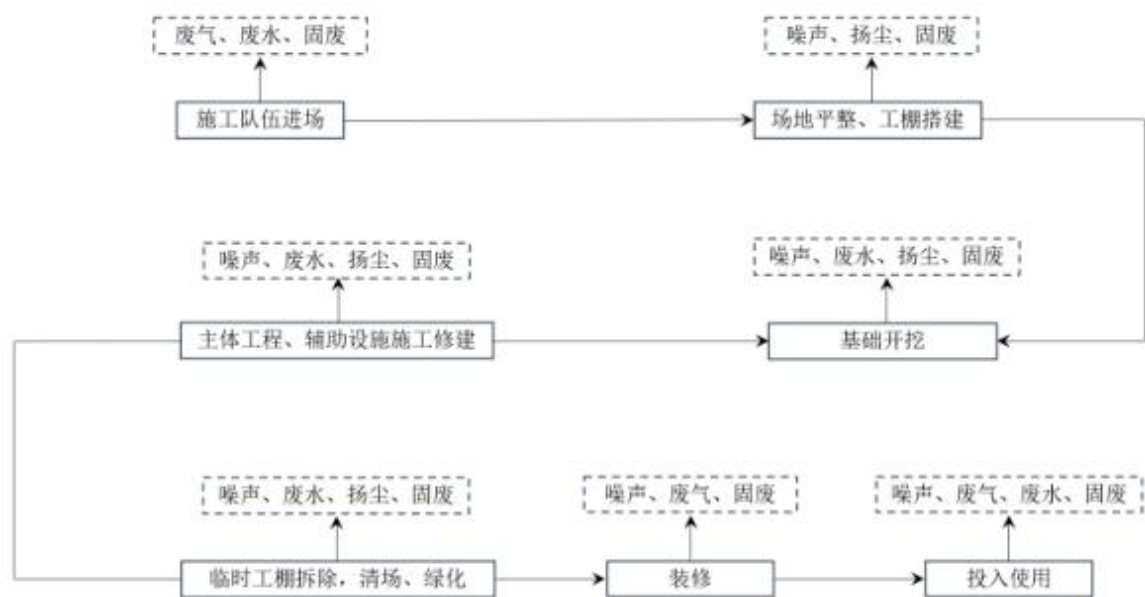 废气、废水、固废
噪声、扬尘、固废
施工队伍进场
场地平整、工棚搭建
噪声、废水、扬尘、固废
噪声、废水、扬尘、固废
主体工程、辅助设施施工修建
基础开挖
噪声、废水、扬尘、固废
噪声、废气、固废
噪声、废气、废水、固废
临时工棚拆除，清场、绿化
装修
投入使用